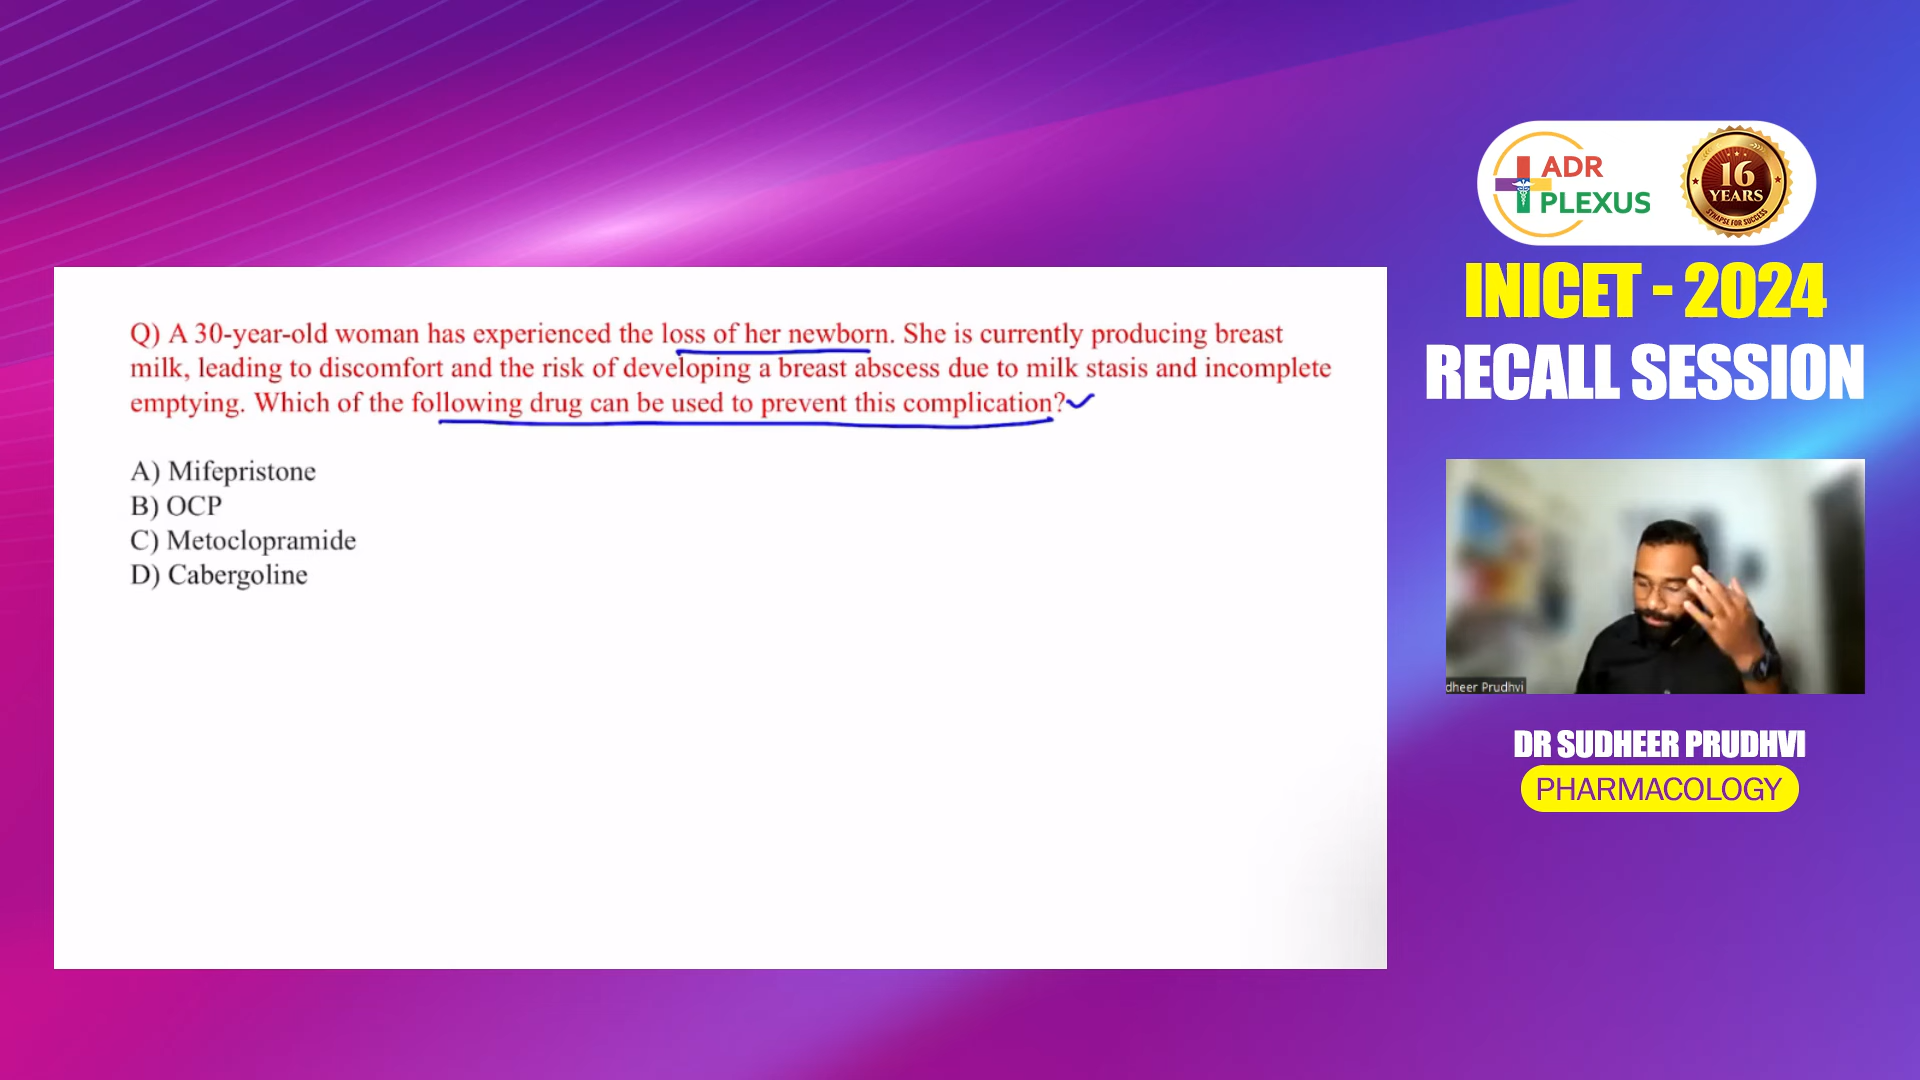 ADR
PLEXUS
16
YEARS
SYNAPSE FOR SUCCESS
INICET - 2024
RECALL SESSION
Q) A 30-year-old woman has experienced the loss of her newborn. She is currently producing breast
milk, leading to discomfort and the risk of developing a breast abscess due to milk stasis and incomplete
emptying. Which of the following drug can be used to prevent this complication?
A) Mifepristone
B) OCP
C) Metoclopramide
D) Cabergoline
dheer Prudhvi
DR SUDHEER PRUDHVI
PHARMACOLOGY